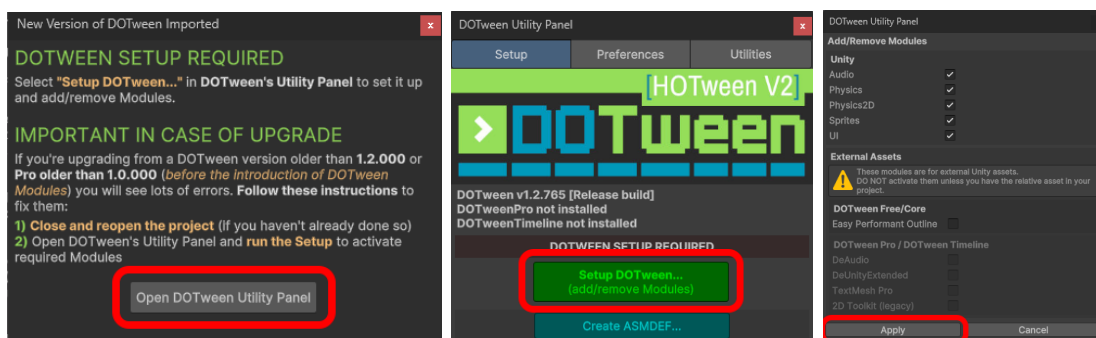 New Version of DOTween Imported
x
DOTWEEN SETUP REQUIRED
Select "Setup DOTween..." in DOTween's Utility Panel to set it up
and add/remove Modules.
IMPORTANT IN CASE OF UPGRADE
If you're upgrading from a DOTween version older than 1.2.000 or
Pro older than 1.0.000 (before the introduction of DOTween
Modules) you will see lots of errors. Follow these instructions to
fix them:
1) Close and reopen the project (if you haven't already done so)
2) Open DOTween's Utility Panel and run the Setup to activate
required Modules
Open DOTween Utility Panel
DOTween Utility Panel
x
Setup Preferences Utilities
[HOTween V2]
DOTween
DOTween v1.2.765 [Release build]
DOTweenPro not installed
DOTweenTimeline not installed
DOTWEEN SETUP REQUIRED
Setup DOTween...
(add/remove Modules)
Create ASMDEF...
DOTween Utility Panel
Add/Remove Modules
Unity
Audio
Physics
Physics2D
Sprites
UI
External Assets
These modules are for external Unity assets.
DO NOT activate them unless you have the relative asset in your
project.
DOTween Free/Core
Easy Performant Outline
DOTween Pro / DOTween Timeline
DeAudio
DeUnityExtended
TextMesh Pro
2D Toolkit (legacy)
Apply Cancel